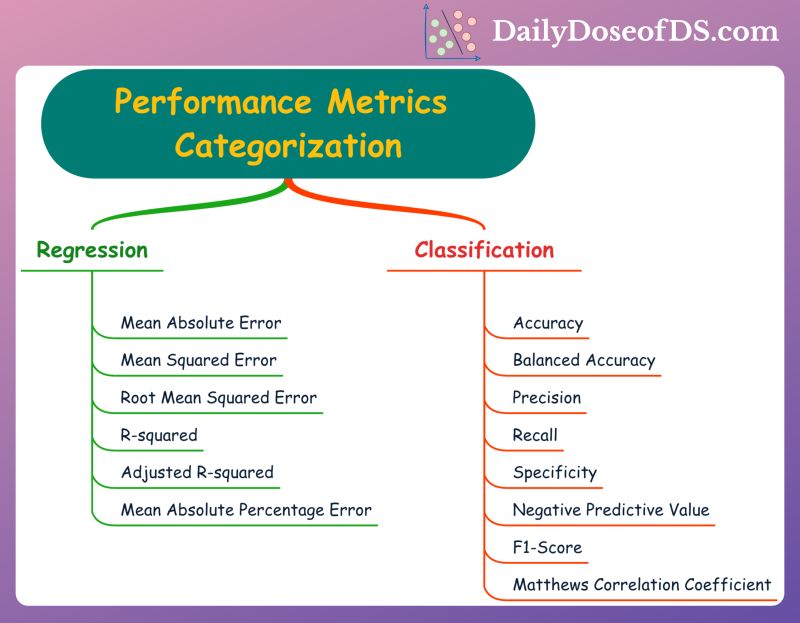 DailyDoseofDS.com
Performance Metrics
Categorization
Regression
Mean Absolute Error
Mean Squared Error
Root Mean Squared Error
R-squared
Adjusted R-squared
Mean Absolute Percentage Error
Classification
Accuracy
Balanced Accuracy
Precision
Recall
Specificity
Negative Predictive Value
F1-Score
Matthews Correlation Coefficient